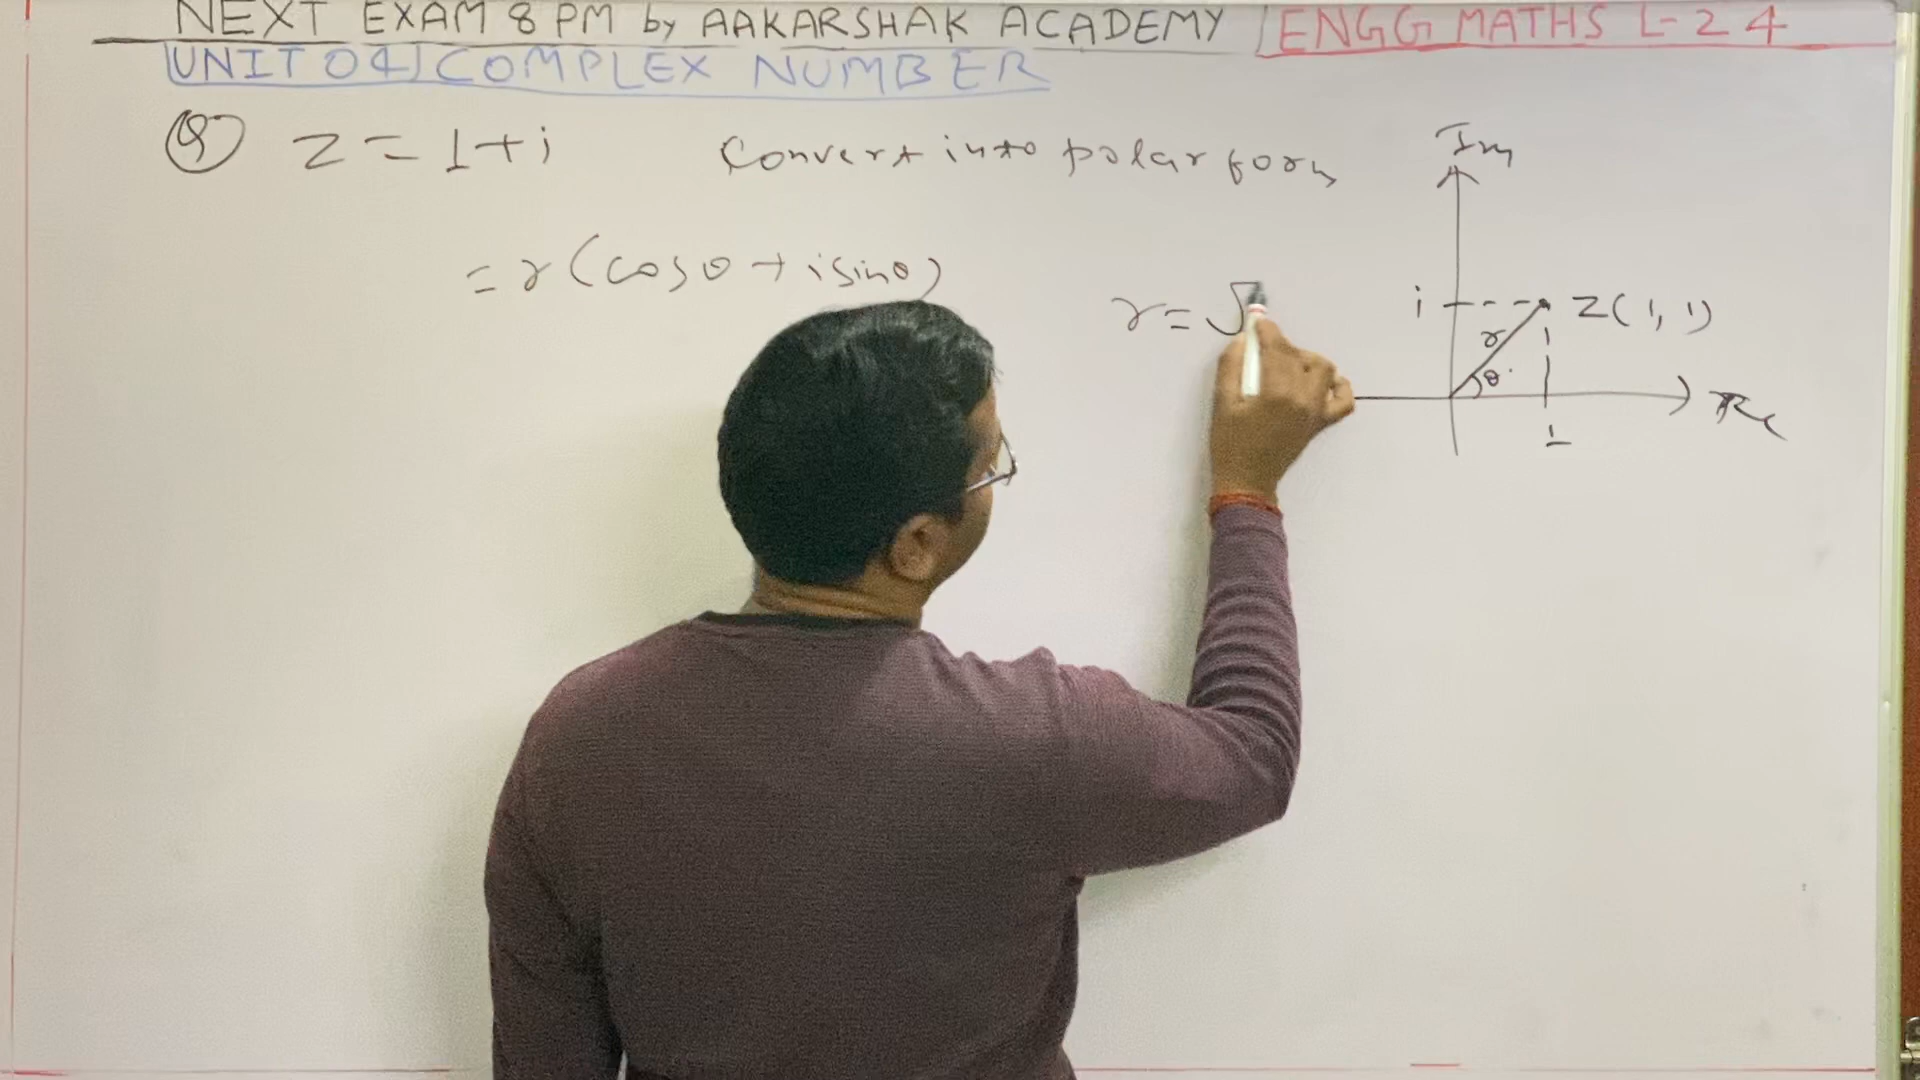 NEXT EXAM 8 PM by AAKARSHAK ACADEMY ENGG MATHS L-24
UNIT 04 COMPLEX NUMBER
Q z = 1+i Convert into polar form
= r(cosθ + isinθ)
r = √
Im
i
z(1, 1)
r
θ
Re
1